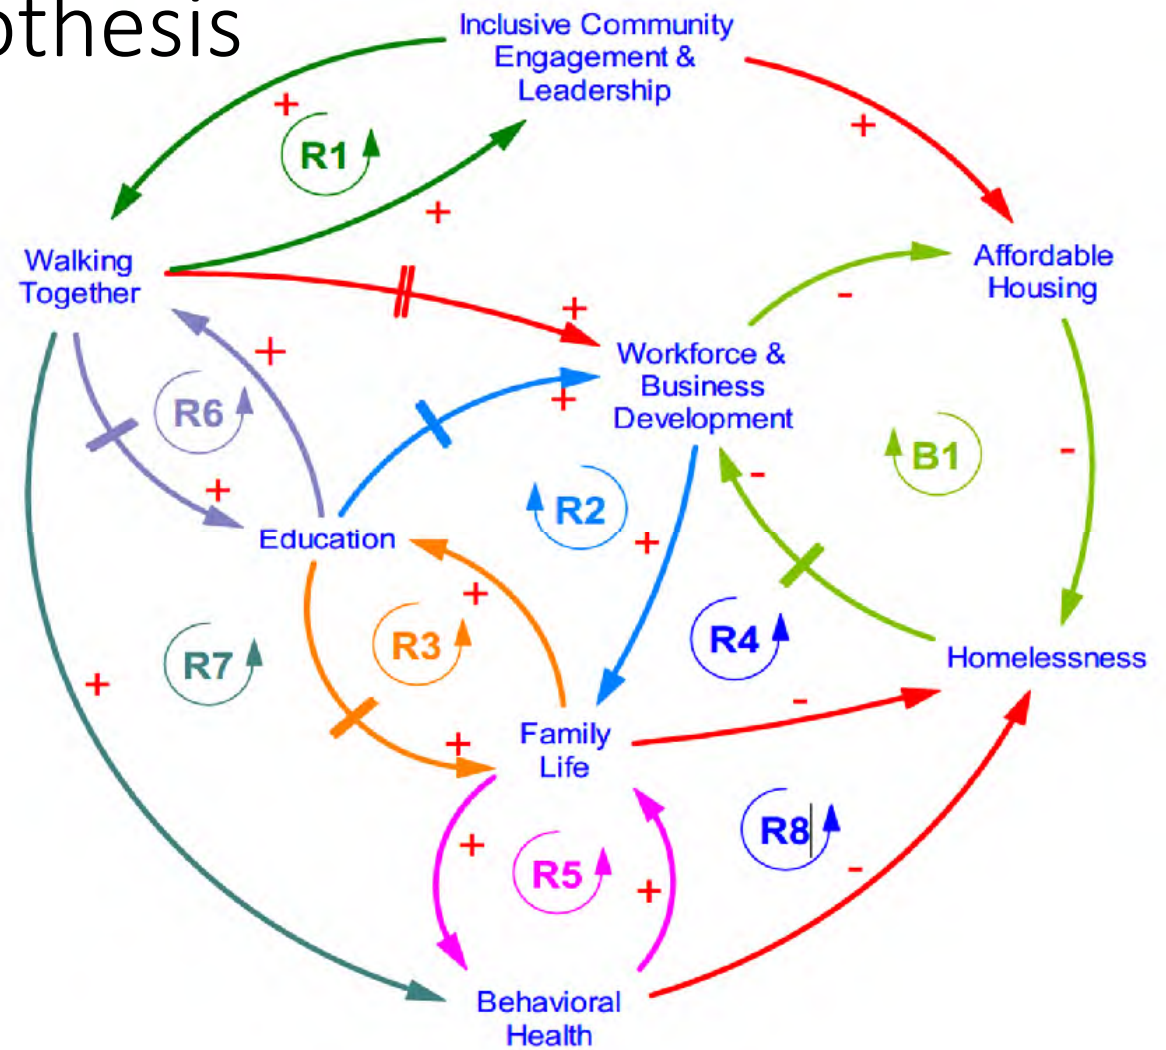 othesis
Inclusive Community
Engagement &
Leadership
+
R1
+
+
Walking
Together
Affordable
Housing
+
-
Workforce &
Business
Development
+
R6
+
R2
-
B1
-
+
Education
+
+
R3
R4
R7
+
Homelessness
-
+
Family
Life
+
R8
-
R5
+
Behavioral
Health